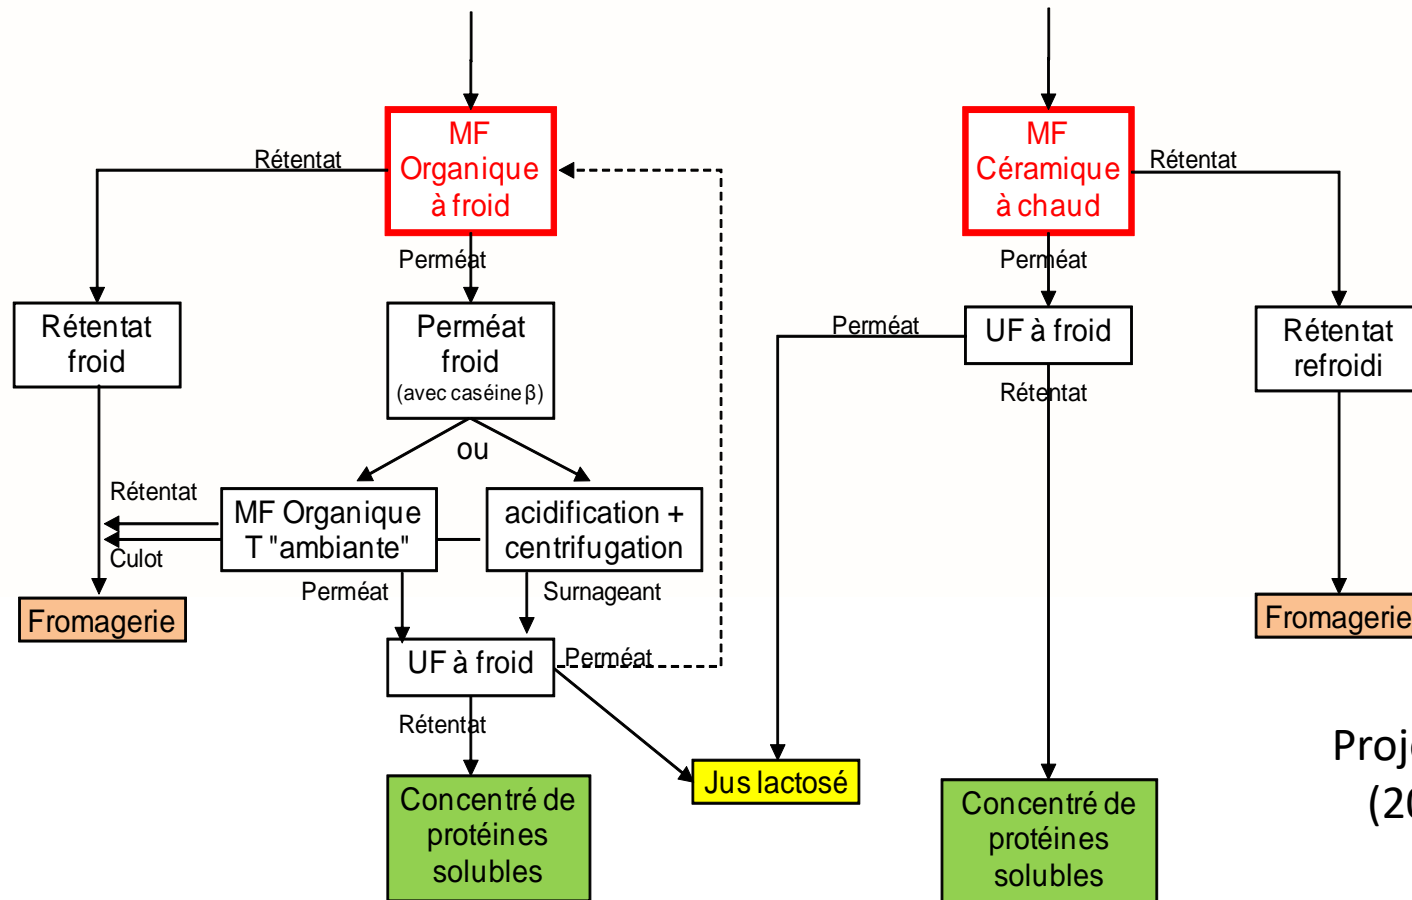 MF
Organique
à froid
MF
Céramique
à chaud
Rétentat
Rétentat
Perméat
Perméat
Rétentat
froid
Perméat
froid
(avec caséine β)
Perméat
UF à froid
Rétentat
refroidi
Rétentat
ou
Rétentat
MF Organique
T "ambiante"
acidification +
centrifugation
Culot
Perméat
Surnageant
Fromagerie
Fromagerie
UF à froid
Perméat
Rétentat
Jus lactosé
Concentré de
protéines
solubles
Concentré de
protéines
solubles